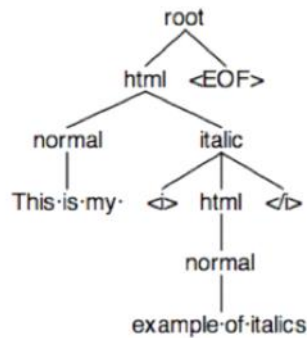 root
html <EOF>
normal italic
This·is·my· <i> html </i>
normal
example·of·italics